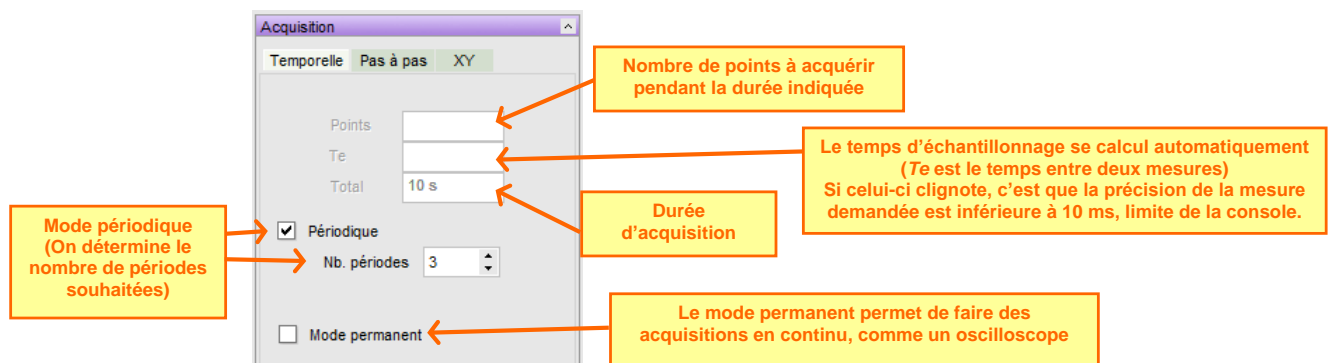 Acquisition
Temporelle Pas à pas XY
Points
Te
Total 10 s
Périodique
Nb. périodes 3
Mode permanent
Nombre de points à acquérir
pendant la durée indiquée
Le temps d’échantillonnage se calcul automatiquement
(Te est le temps entre deux mesures)
Si celui-ci clignote, c’est que la précision de la mesure
demandée est inférieure à 10 ms, limite de la console.
Durée
d’acquisition
Mode périodique
(On détermine le
nombre de périodes
souhaitées)
Le mode permanent permet de faire des
acquisitions en continu, comme un oscilloscope